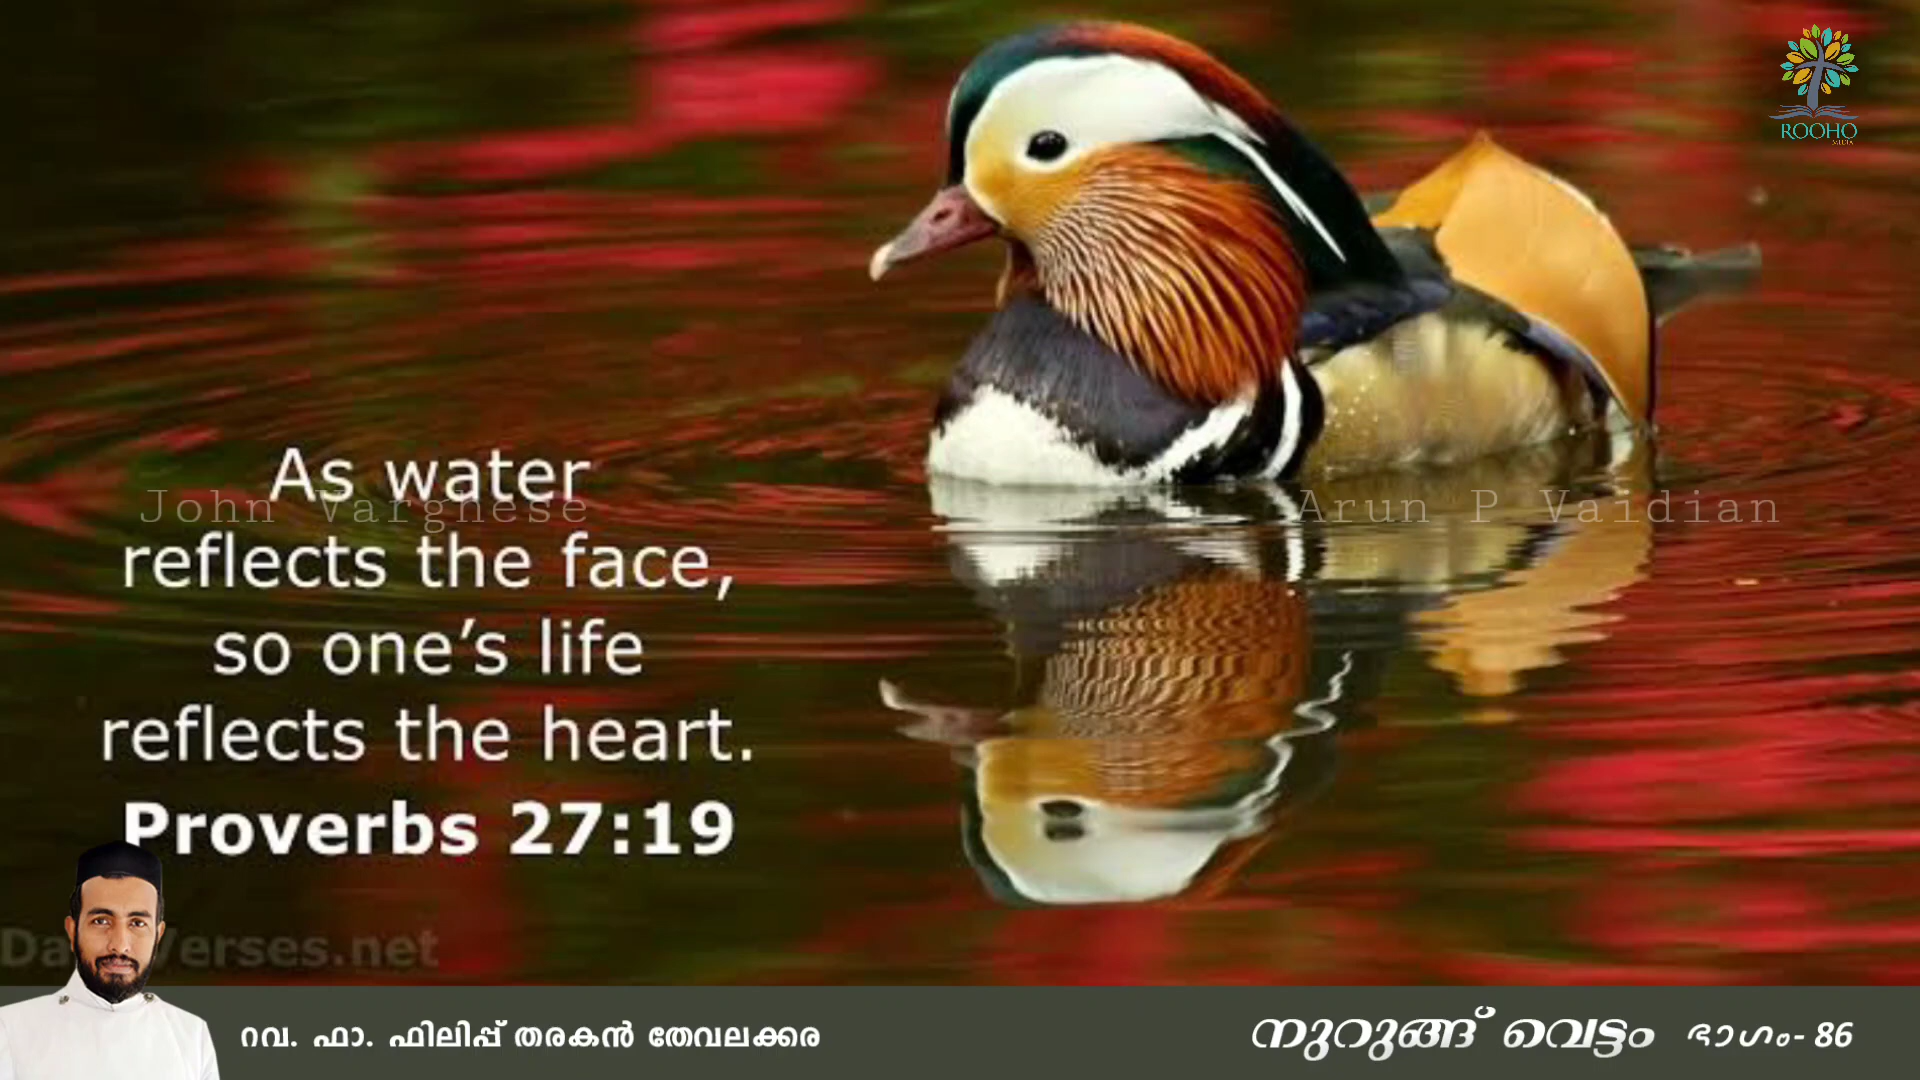 ROOHO
MEDIA
As water
John Varghese
Arun P Vaidian
reflects the face,
so one’s life
reflects the heart.
Proverbs 27:19
റവ. ഫാ. ഫിലിപ്പ് തരകൻ തേവലക്കര
നുറുങ്ങ് വെട്ടം ഭാഗം- 86